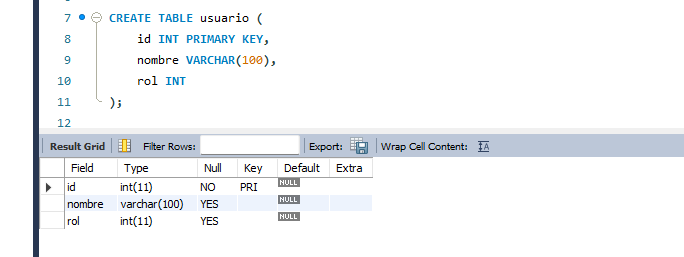 7 CREATE TABLE usuario (
8 id INT PRIMARY KEY,
9 nombre VARCHAR(100),
10 rol INT
11 );
12
Result Grid Filter Rows: Export: Wrap Cell Content:
Field Type Null Key Default Extra
id int(11) NO PRI NULL
nombre varchar(100) YES NULL
rol int(11) YES NULL